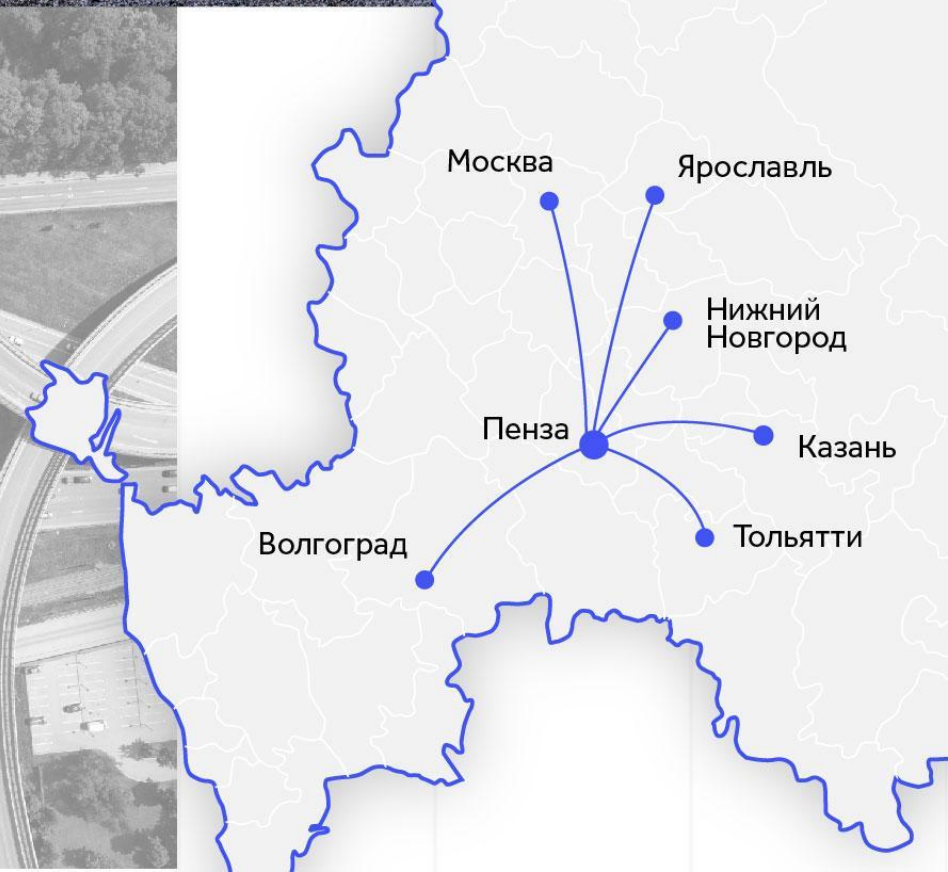 Москва
Ярославль
Нижний
Новгород
Пенза
Казань
Волгоград
Тольятти